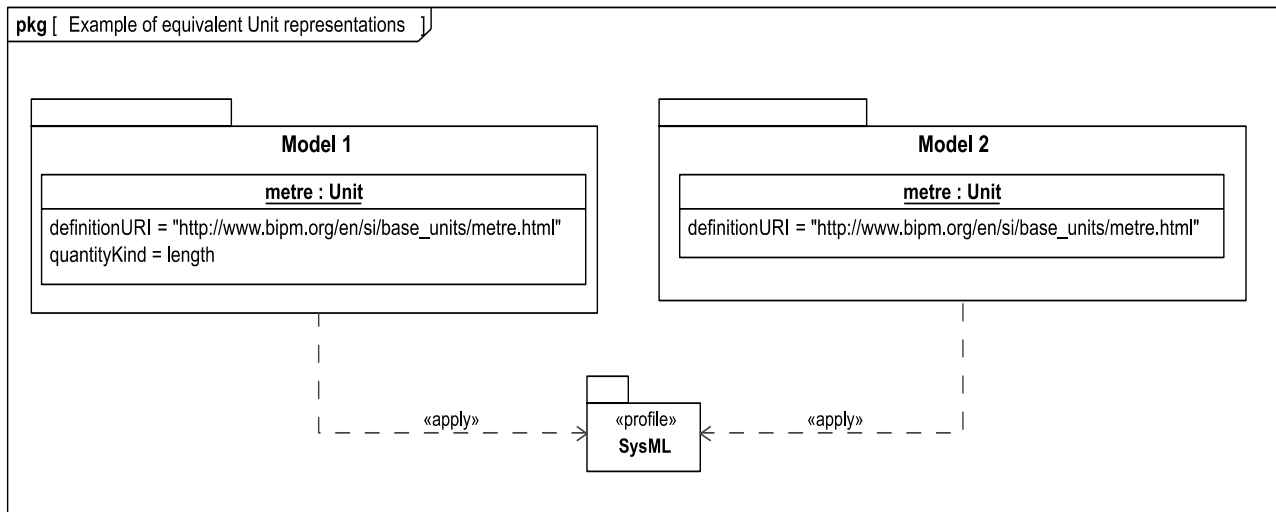 pkg [ Example of equivalent Unit representations ]
Model 1
metre : Unit
definitionURI = "http://www.bipm.org/en/si/base_units/metre.html"
quantityKind = length
Model 2
metre : Unit
definitionURI = "http://www.bipm.org/en/si/base_units/metre.html"
«apply»
«profile»
SysML
«apply»